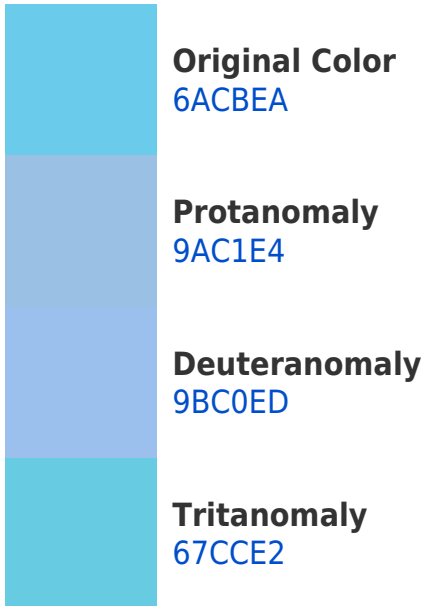 Original Color
6ACBEA
Protanomaly
9AC1E4
Deuteranomaly
9BC0ED
Tritanomaly
67CCE2